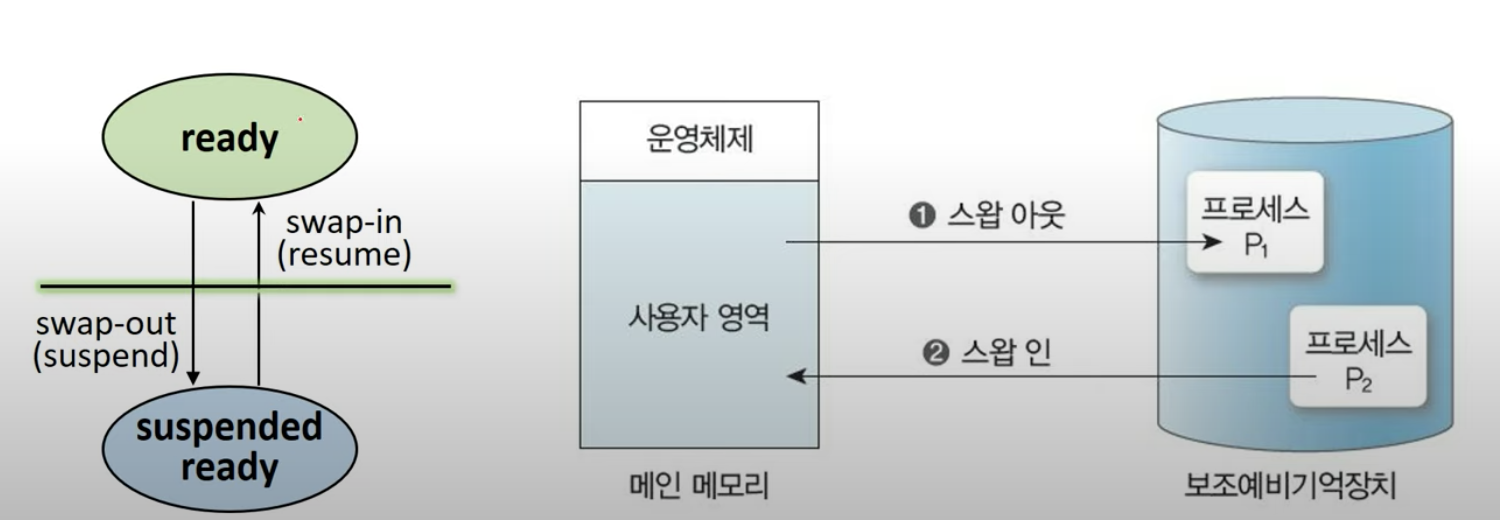 ready
swap-in
(resume)
swap-out
(suspend)
suspended
ready
운영체제
사용자 영역
메인 메모리
❶ 스왑 아웃
❷ 스왑 인
프로세스
P₁
프로세스
P₂
보조예비기억장치